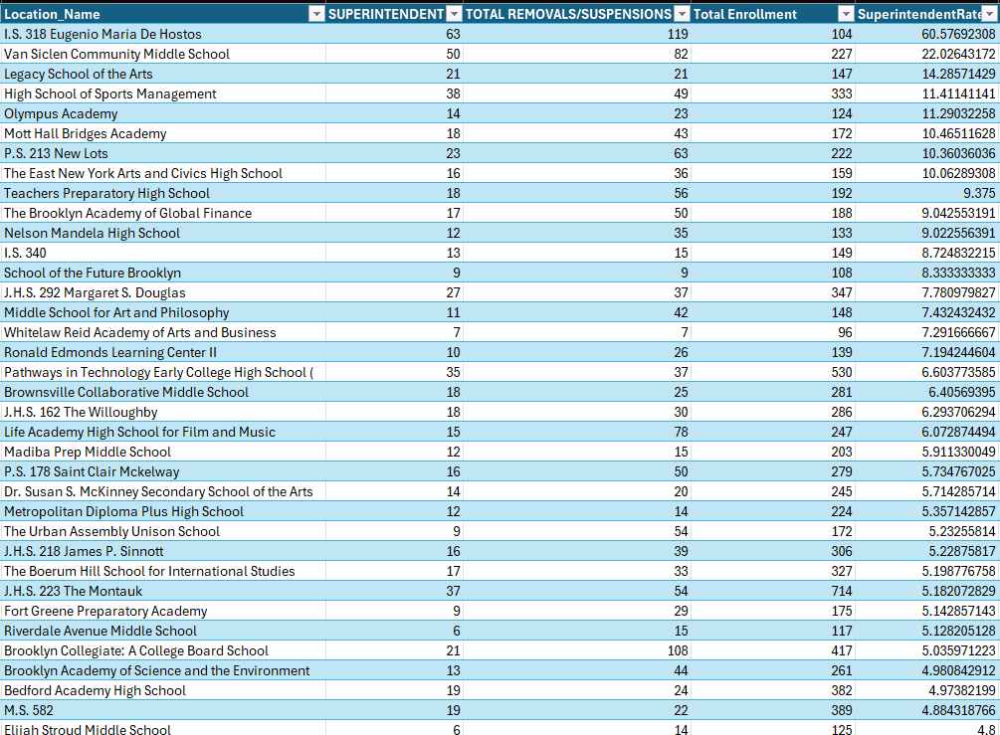 Location_Name SUPERINTENDENT TOTAL REMOVALS/SUSPENSIONS Total Enrollment SuperintendentRate
I.S. 318 Eugenio Maria De Hostos 63 119 104 60.57692308
Van Siclen Community Middle School 50 82 227 22.02643172
Legacy School of the Arts 21 21 147 14.28571429
High School of Sports Management 38 49 333 11.41141141
Olympus Academy 14 23 124 11.29032258
Mott Hall Bridges Academy 18 43 172 10.46511628
P.S. 213 New Lots 23 63 222 10.36036036
The East New York Arts and Civics High School 16 36 159 10.06289308
Teachers Preparatory High School 18 56 192 9.375
The Brooklyn Academy of Global Finance 17 50 188 9.042553191
Nelson Mandela High School 12 35 133 9.022556391
I.S. 340 13 15 149 8.724832215
School of the Future Brooklyn 9 9 108 8.333333333
J.H.S. 292 Margaret S. Douglas 27 37 347 7.780979827
Middle School for Art and Philosophy 11 42 148 7.432432432
Whitelaw Reid Academy of Arts and Business 7 7 96 7.291666667
Ronald Edmonds Learning Center II 10 26 139 7.194244604
Pathways in Technology Early College High School ( 35 37 530 6.603773585
Brownsville Collaborative Middle School 18 25 281 6.40569395
J.H.S. 162 The Willoughby 18 30 286 6.293706294
Life Academy High School for Film and Music 15 78 247 6.072874494
Madiba Prep Middle School 12 15 203 5.911330049
P.S. 178 Saint Clair Mckelway 16 50 279 5.734767025
Dr. Susan S. McKinney Secondary School of the Arts 14 20 245 5.714285714
Metropolitan Diploma Plus High School 12 14 224 5.357142857
The Urban Assembly Unison School 9 54 172 5.23255814
J.H.S. 218 James P. Sinnott 16 39 306 5.22875817
The Boerum Hill School for International Studies 17 33 327 5.198776758
J.H.S. 223 The Montauk 37 54 714 5.182072829
Fort Greene Preparatory Academy 9 29 175 5.142857143
Riverdale Avenue Middle School 6 15 117 5.128205128
Brooklyn Collegiate: A College Board School 21 108 417 5.035971223
Brooklyn Academy of Science and the Environment 13 44 261 4.980842912
Bedford Academy High School 19 24 382 4.97382199
M.S. 582 19 22 389 4.884318766
Elijah Stroud Middle School 6 14 125 4.8